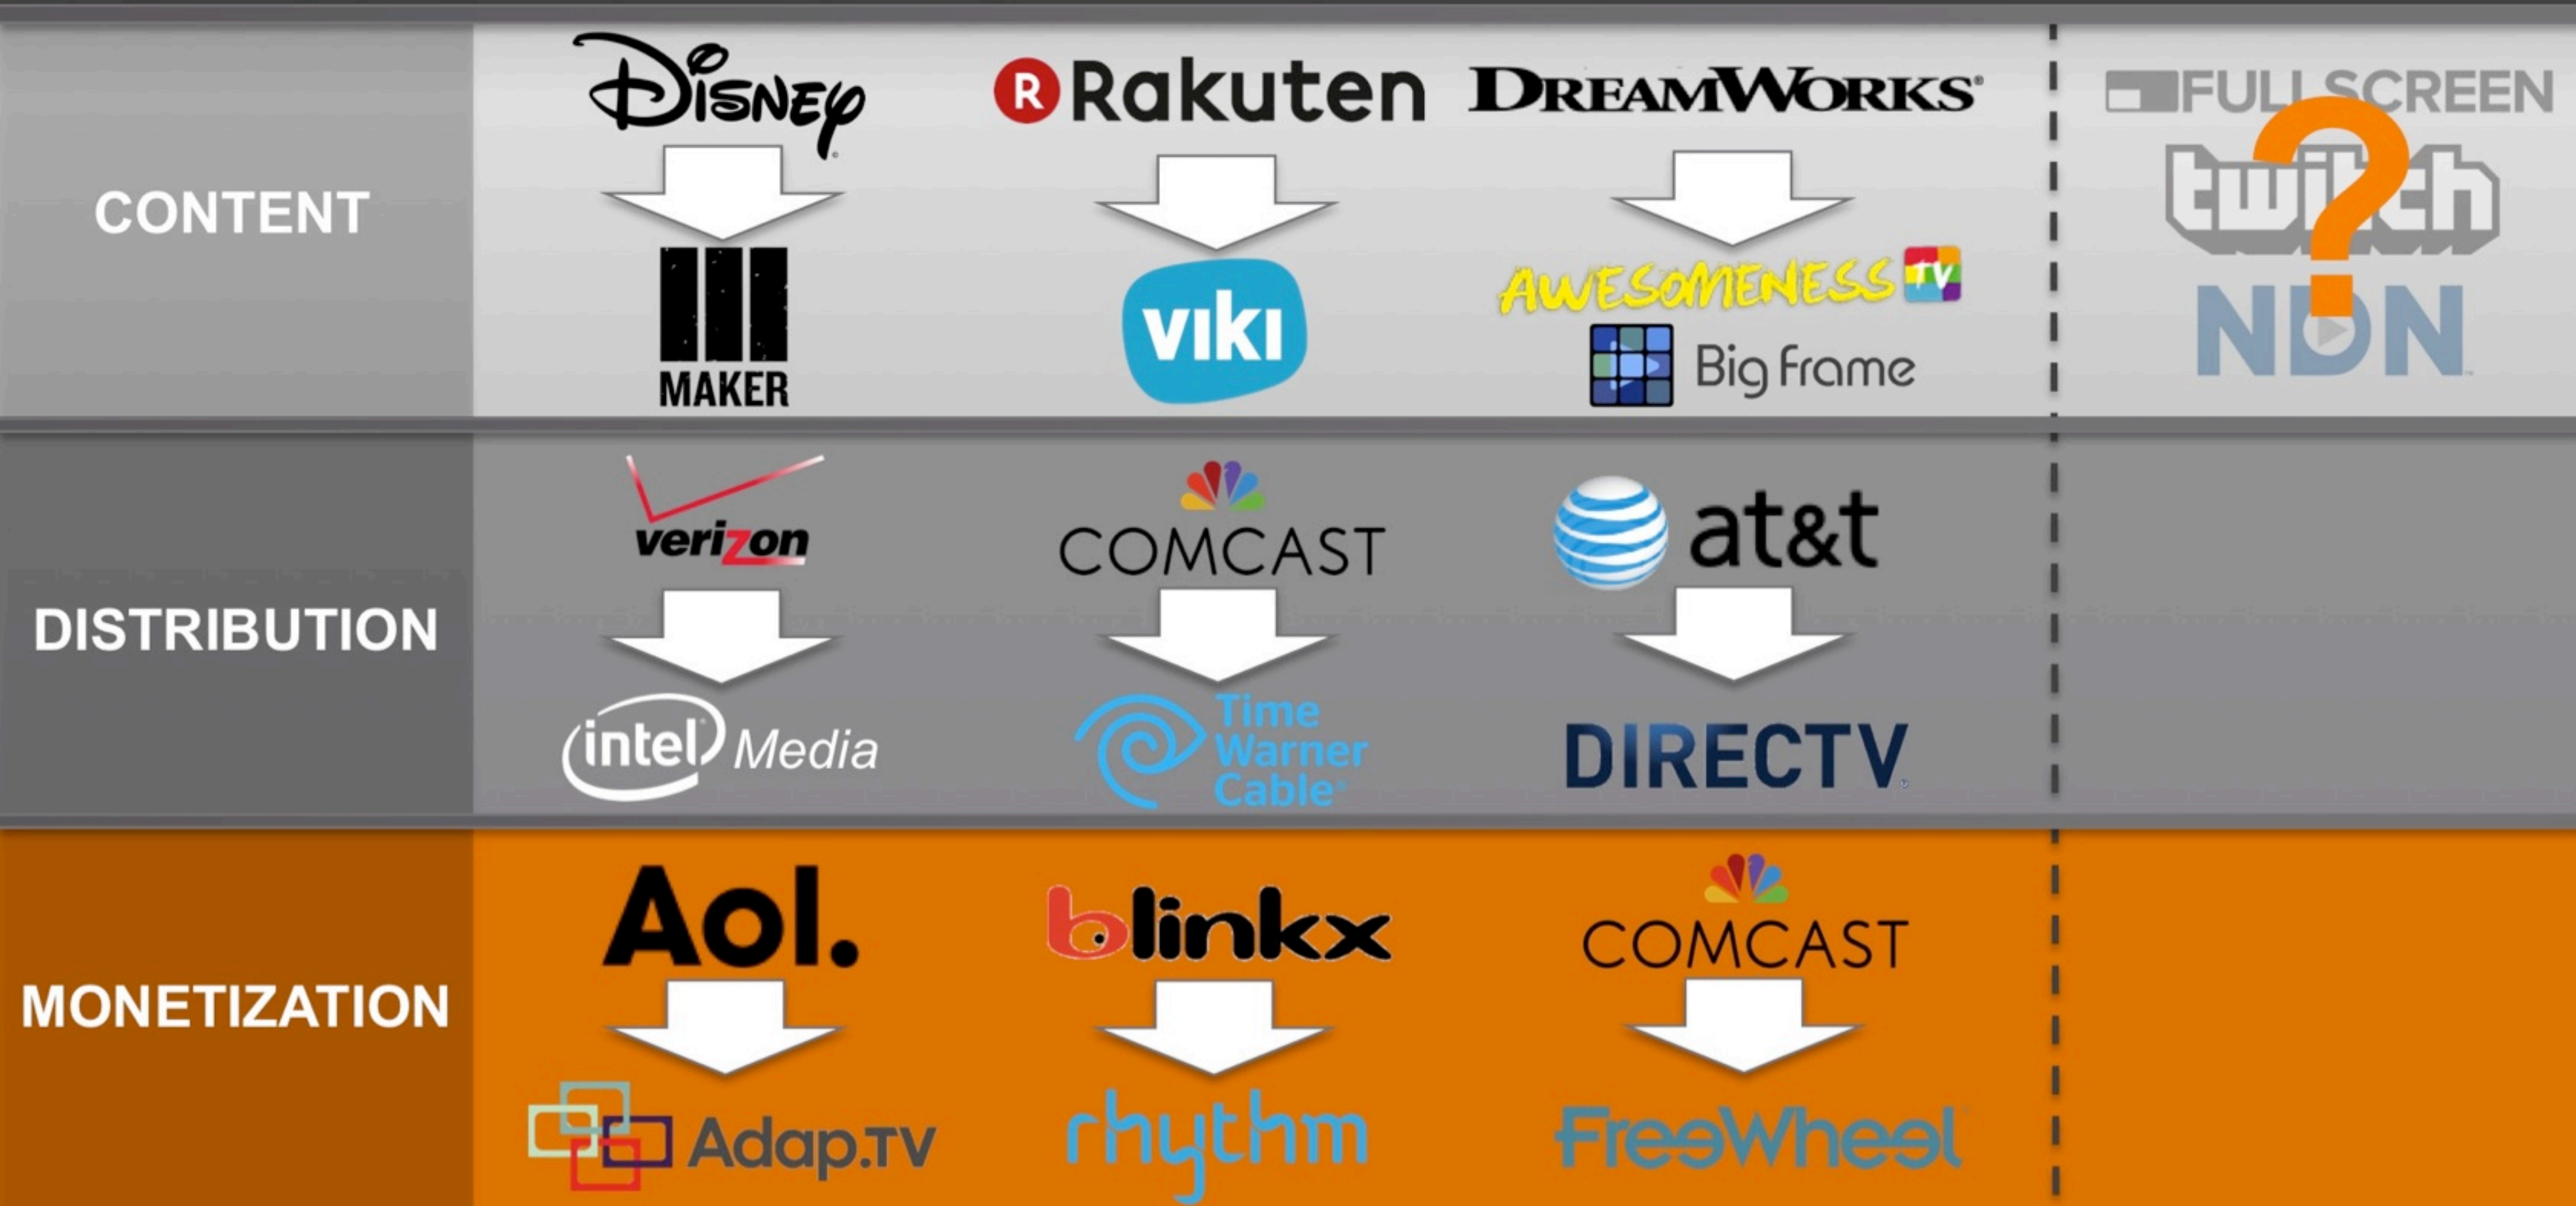 DISNEY
R Rakuten
DREAMWORKS
FULLSCREEN
twitch
?
NDN
CONTENT
MAKER
VIKI
AWESOMENESS TV
Big Frame
verizon
COMCAST
at&t
DISTRIBUTION
intel Media
Time
Warner
Cable
DIRECTV
Aol.
blinkx
COMCAST
MONETIZATION
Adap.TV
rhythm
FreeWheel